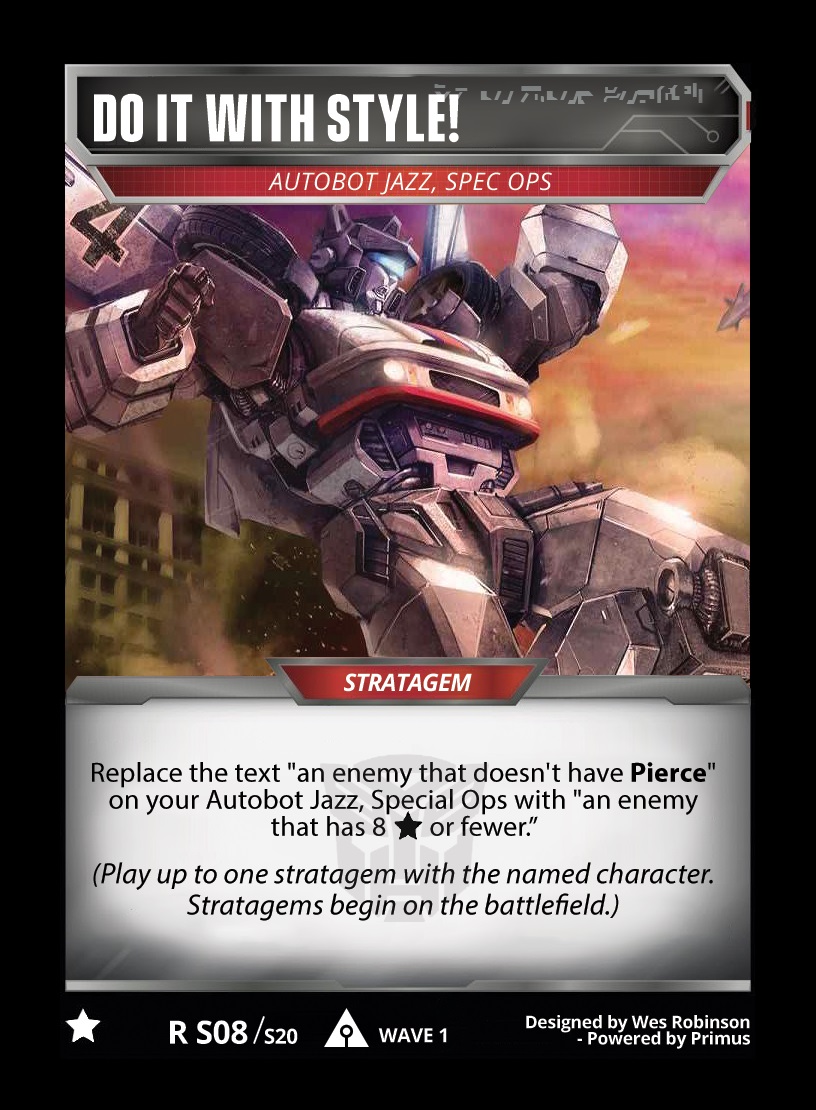 DO IT WITH STYLE!
AUTOBOT JAZZ, SPEC OPS
4
STRATAGEM
Replace the text "an enemy that doesn't have Pierce"
on your Autobot Jazz, Special Ops with "an enemy
that has 8 ★ or fewer.”
(Play up to one stratagem with the named character.
Stratagems begin on the battlefield.)
★ R S08/S20 WAVE 1
Designed by Wes Robinson
- Powered by Primus